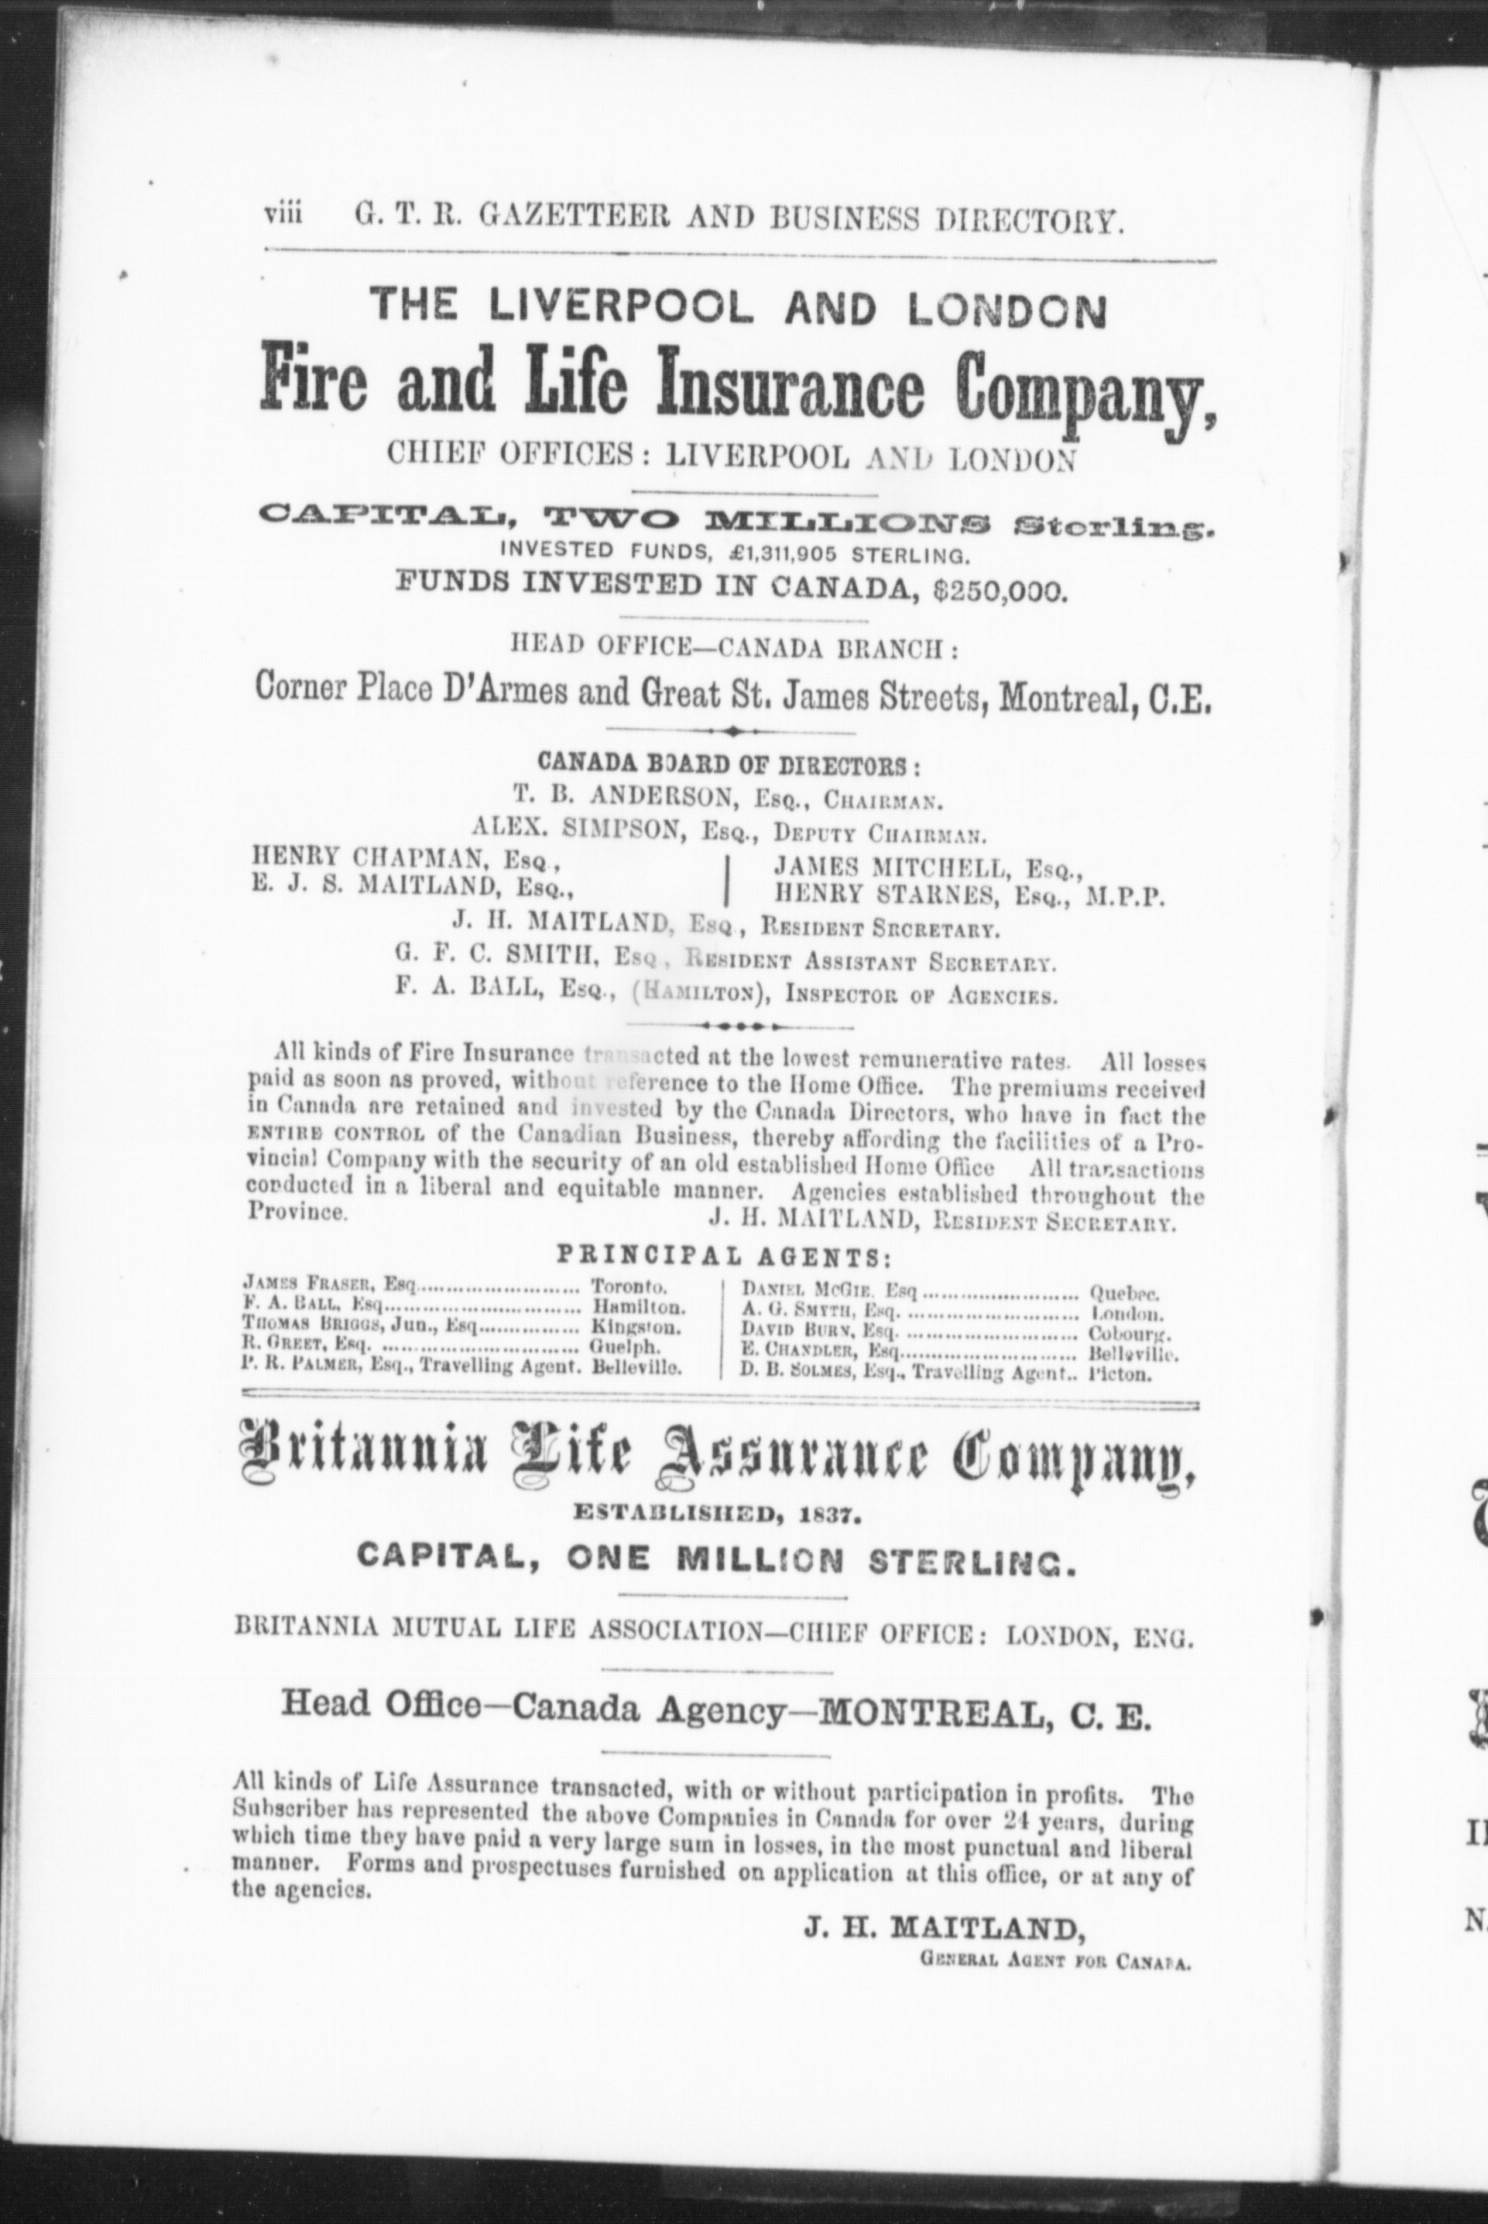 viii G. T. R. GAZETTEER AND BUSINESS DIRECTORY.
THE LIVERPOOL AND LONDON
Fire and Life Insurance Company,
CHIEF OFFICES: LIVERPOOL AND LONDON
CAPITAL, TWO MILLIONS Sterling.
INVESTED FUNDS, £1,311,905 STERLING.
FUNDS INVESTED IN CANADA, $250,000.
HEAD OFFICE—CANADA BRANCH:
Corner Place D'Armes and Great St. James Streets, Montreal, C.E.
CANADA BOARD OF DIRECTORS:
T. B. ANDERSON, Esq., Chairman.
ALEX. SIMPSON, Esq., Deputy Chairman.
HENRY CHAPMAN, Esq., | JAMES MITCHELL, Esq.,
E. J. S. MAITLAND, Esq., | HENRY STARNES, Esq., M.P.P.
J. H. MAITLAND, Esq., Resident Srcretary.
G. F. C. SMITH, Esq., Resident Assistant Secretary.
F. A. BALL, Esq., (Hamilton), Inspector of Agencies.
All kinds of Fire Insurance transacted at the lowest remunerative rates. All losses
paid as soon as proved, without reference to the Home Office. The premiums received
in Canada are retained and invested by the Canada Directors, who have in fact the
ENTIRE CONTROL of the Canadian Business, thereby affording the facilities of a Pro-
vincial Company with the security of an old established Home Office All transactions
conducted in a liberal and equitable manner. Agencies established throughout the
Province. J. H. MAITLAND, Resident Secretary.
PRINCIPAL AGENTS:
James Fraser, Esq........................... Toronto. | Daniel McGie, Esq .......................... Quebec.
F. A. Ball, Esq................................. Hamilton. | A. G. Smyth, Esq. ............................ London.
Thomas Briggs, Jun., Esq................ Kingston. | David Burn, Esq. ............................ Cobourg.
R. Greet, Esq. ................................. Guelph. | E. Chandler, Esq............................. Belleville.
P. R. Palmer, Esq., Travelling Agent. Belleville. | D. B. Solmes, Esq., Travelling Agent.. Picton.
Britannia Life Assurance Company,
ESTABLISHED, 1837.
CAPITAL, ONE MILLION STERLING.
BRITANNIA MUTUAL LIFE ASSOCIATION—CHIEF OFFICE: LONDON, ENG.
Head Office—Canada Agency—MONTREAL, C. E.
All kinds of Life Assurance transacted, with or without participation in profits. The
Subscriber has represented the above Companies in Canada for over 24 years, during
which time they have paid a very large sum in losses, in the most punctual and liberal
manner. Forms and prospectuses furnished on application at this office, or at any of
the agencies.
J. H. MAITLAND,
General Agent for Canada.